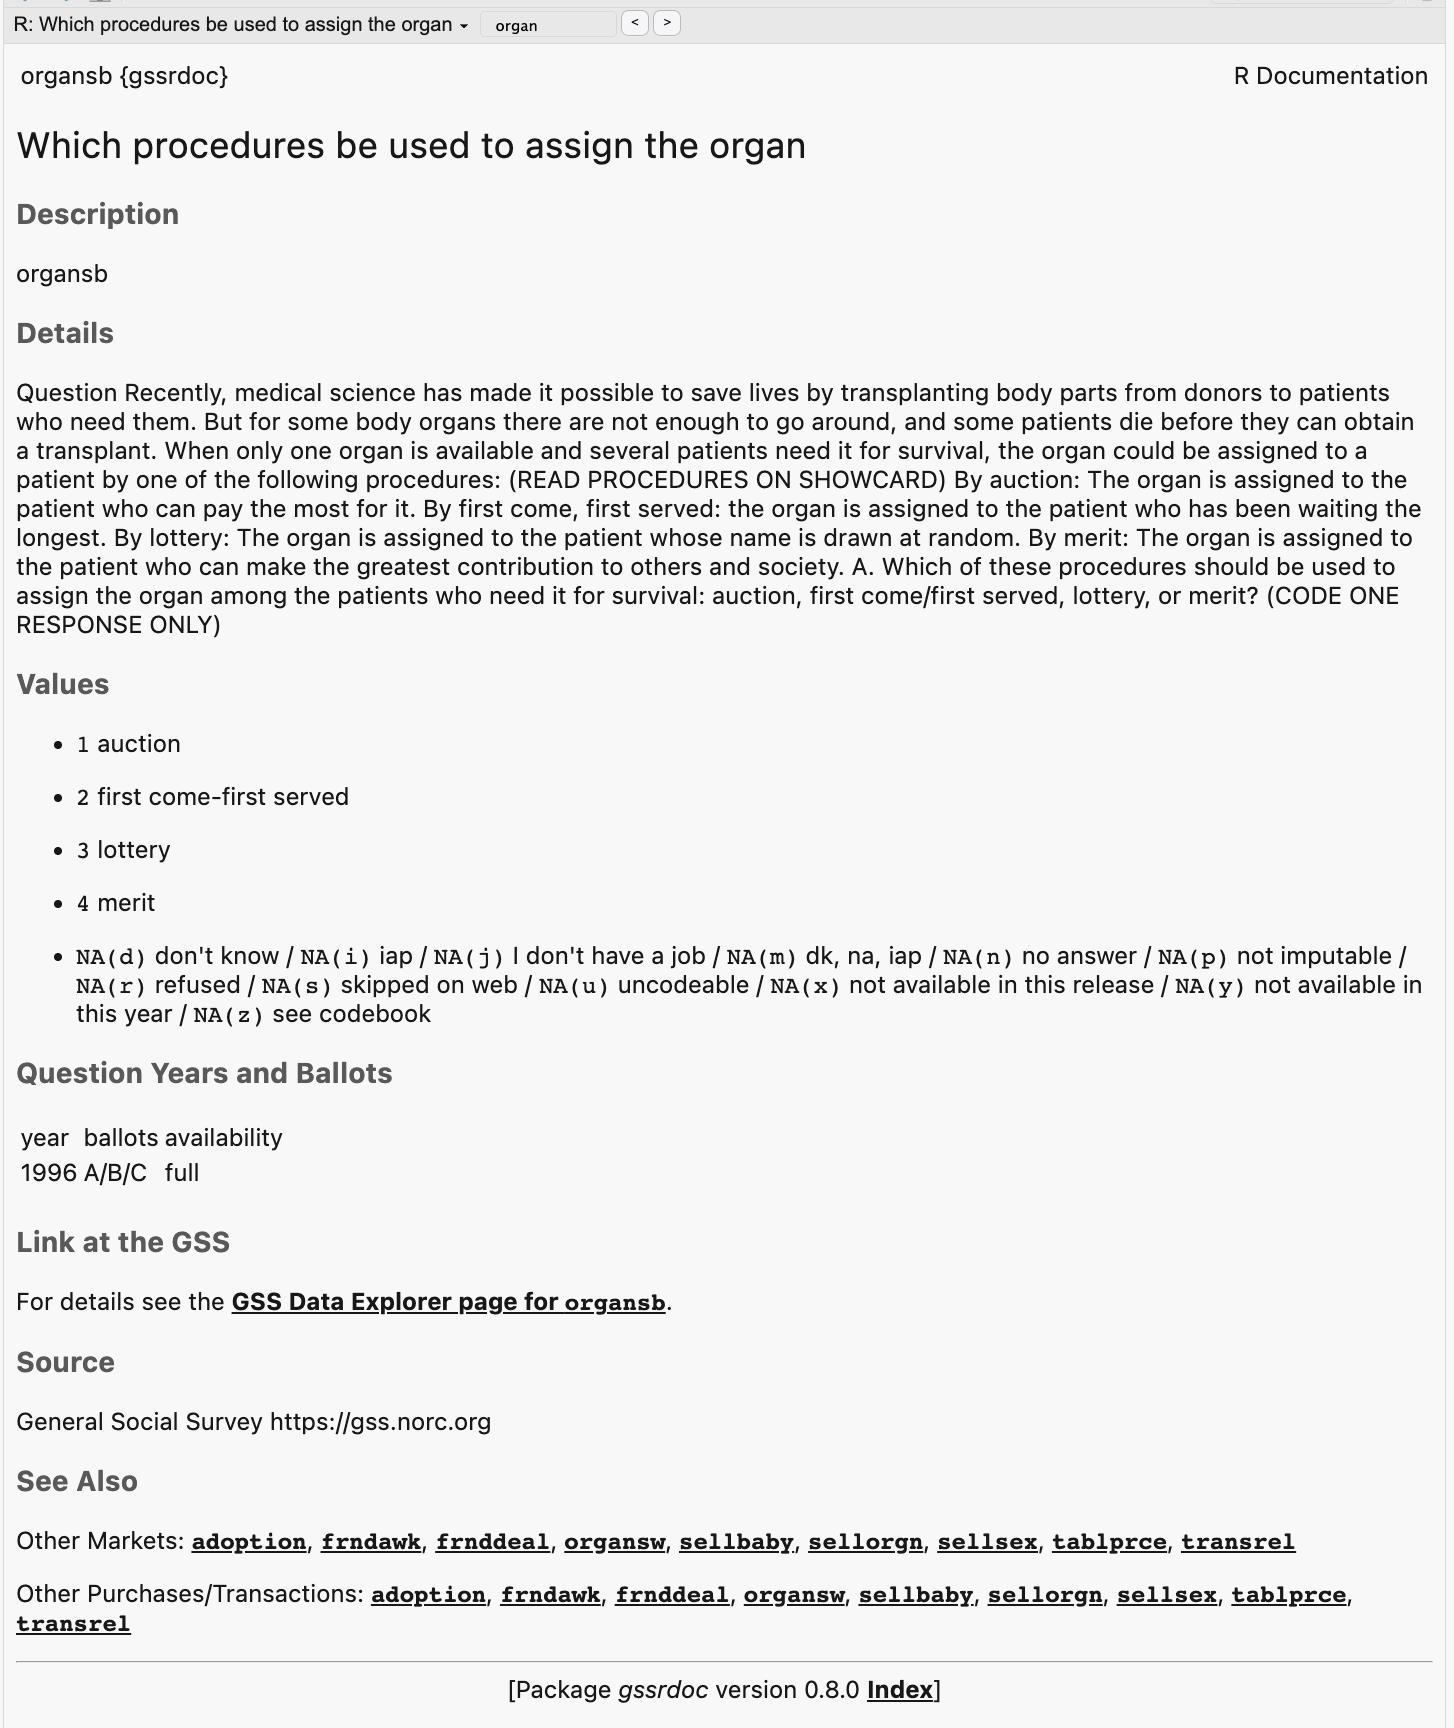 R: Which procedures be used to assign the organ organ < >
organsb {gssrdoc} R Documentation
Which procedures be used to assign the organ
Description
organsb
Details
Question Recently, medical science has made it possible to save lives by transplanting body parts from donors to patients
who need them. But for some body organs there are not enough to go around, and some patients die before they can obtain
a transplant. When only one organ is available and several patients need it for survival, the organ could be assigned to a
patient by one of the following procedures: (READ PROCEDURES ON SHOWCARD) By auction: The organ is assigned to the
patient who can pay the most for it. By first come, first served: the organ is assigned to the patient who has been waiting the
longest. By lottery: The organ is assigned to the patient whose name is drawn at random. By merit: The organ is assigned to
the patient who can make the greatest contribution to others and society. A. Which of these procedures should be used to
assign the organ among the patients who need it for survival: auction, first come/first served, lottery, or merit? (CODE ONE
RESPONSE ONLY)
Values
• 1 auction
• 2 first come-first served
• 3 lottery
• 4 merit
• NA(d) don't know / NA(i) iap / NA(j) I don't have a job / NA(m) dk, na, iap / NA(n) no answer / NA(p) not imputable /
NA(r) refused / NA(s) skipped on web / NA(u) uncodeable / NA(x) not available in this release / NA(y) not available in
this year / NA(z) see codebook
Question Years and Ballots
year ballots availability
1996 A/B/C full
Link at the GSS
For details see the GSS Data Explorer page for organsb.
Source
General Social Survey https://gss.norc.org
See Also
Other Markets: adoption, frndawk, frnddeal, organsw, sellbaby, sellorgn, sellsex, tablprce, transrel
Other Purchases/Transactions: adoption, frndawk, frnddeal, organsw, sellbaby, sellorgn, sellsex, tablprce,
transrel
[Package gssrdoc version 0.8.0 Index]